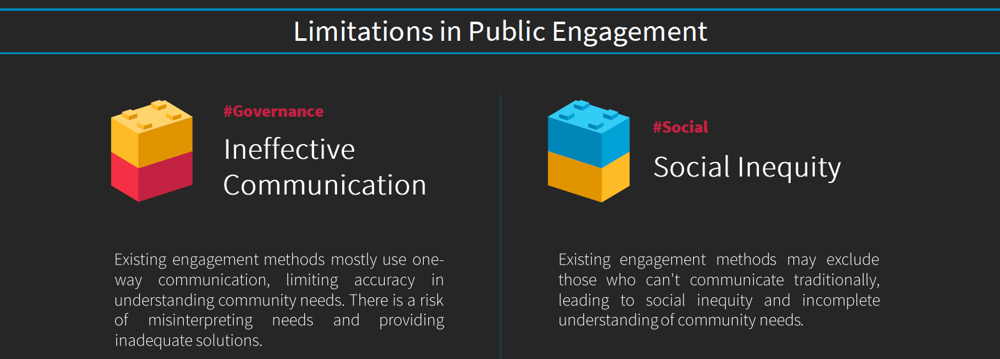 Limitations in Public Engagement
#Governance
Ineffective
Communication
Existing engagement methods mostly use one-
way communication, limiting accuracy in
understanding community needs. There is a risk
of misinterpreting needs and providing
inadequate solutions.
#Social
Social Inequity
Existing engagement methods may exclude
those who can't communicate traditionally,
leading to social inequity and incomplete
understanding of community needs.